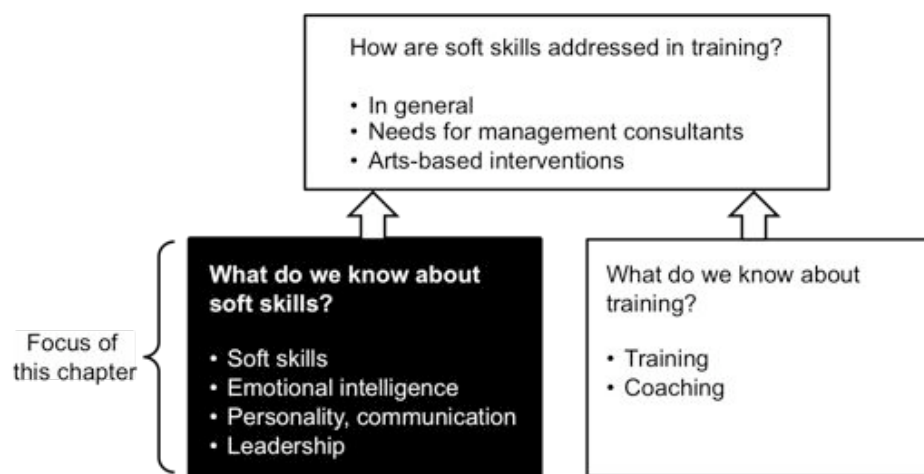 How are soft skills addressed in training?
• In general
• Needs for management consultants
• Arts-based interventions
Focus of
this chapter
What do we know about
soft skills?
• Soft skills
• Emotional intelligence
• Personality, communication
• Leadership
What do we know about
training?
• Training
• Coaching